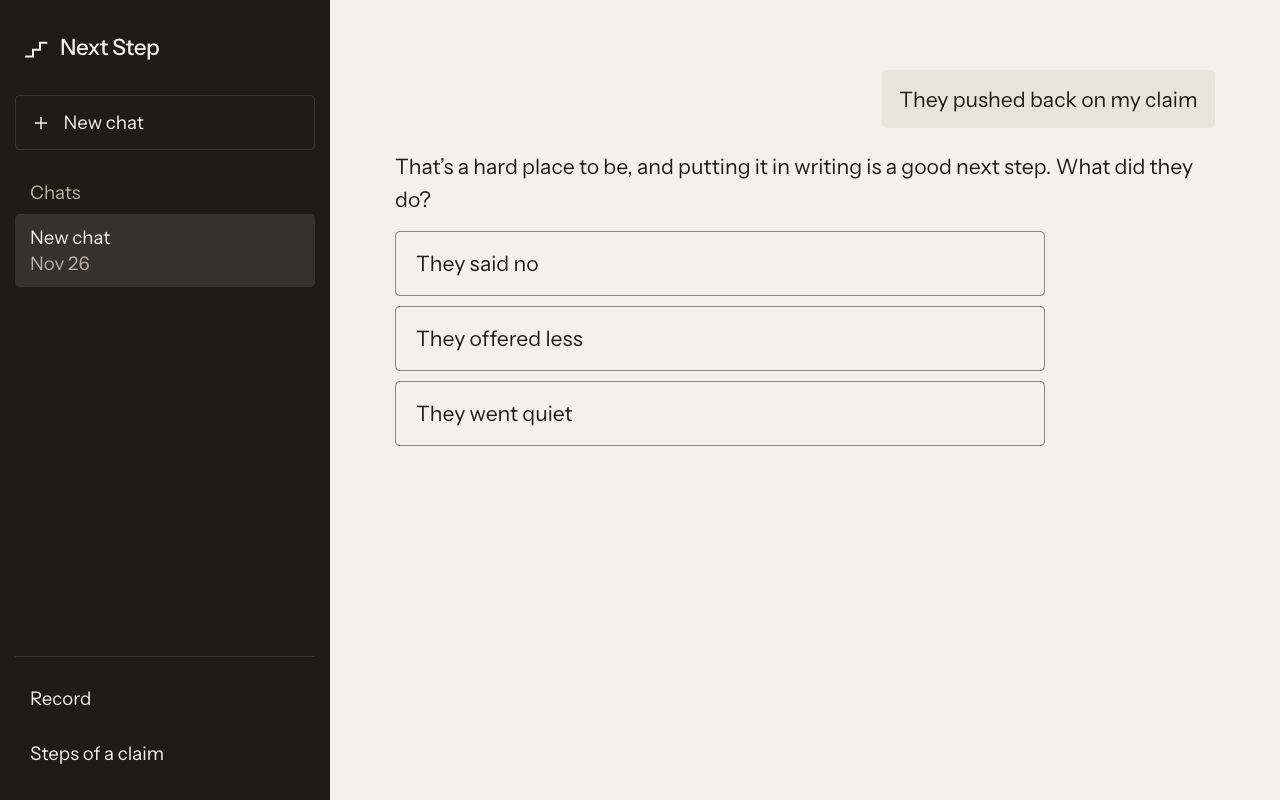 Next Step
New chat
Chats
New chat
Nov 26
Record
Steps of a claim
They pushed back on my claim
That’s a hard place to be, and putting it in writing is a good next step. What did they
do?
They said no
They offered less
They went quiet